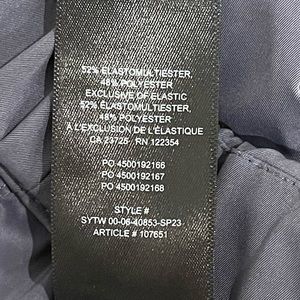 52% ELASTOMULTIESTER,
48% POLYESTER
EXCLUSIVE OF ELASTIC
52% ÉLASTOMULTIESTER,
48% POLYESTER
À L'EXCLUSION DE L'ÉLASTIQUE
CA 23725 RN 122354
PO 4500192166
PO 4500192167
PO 4500192168
STYLE #
SYTW 00-06-40853-SP23
ARTICLE # 107651